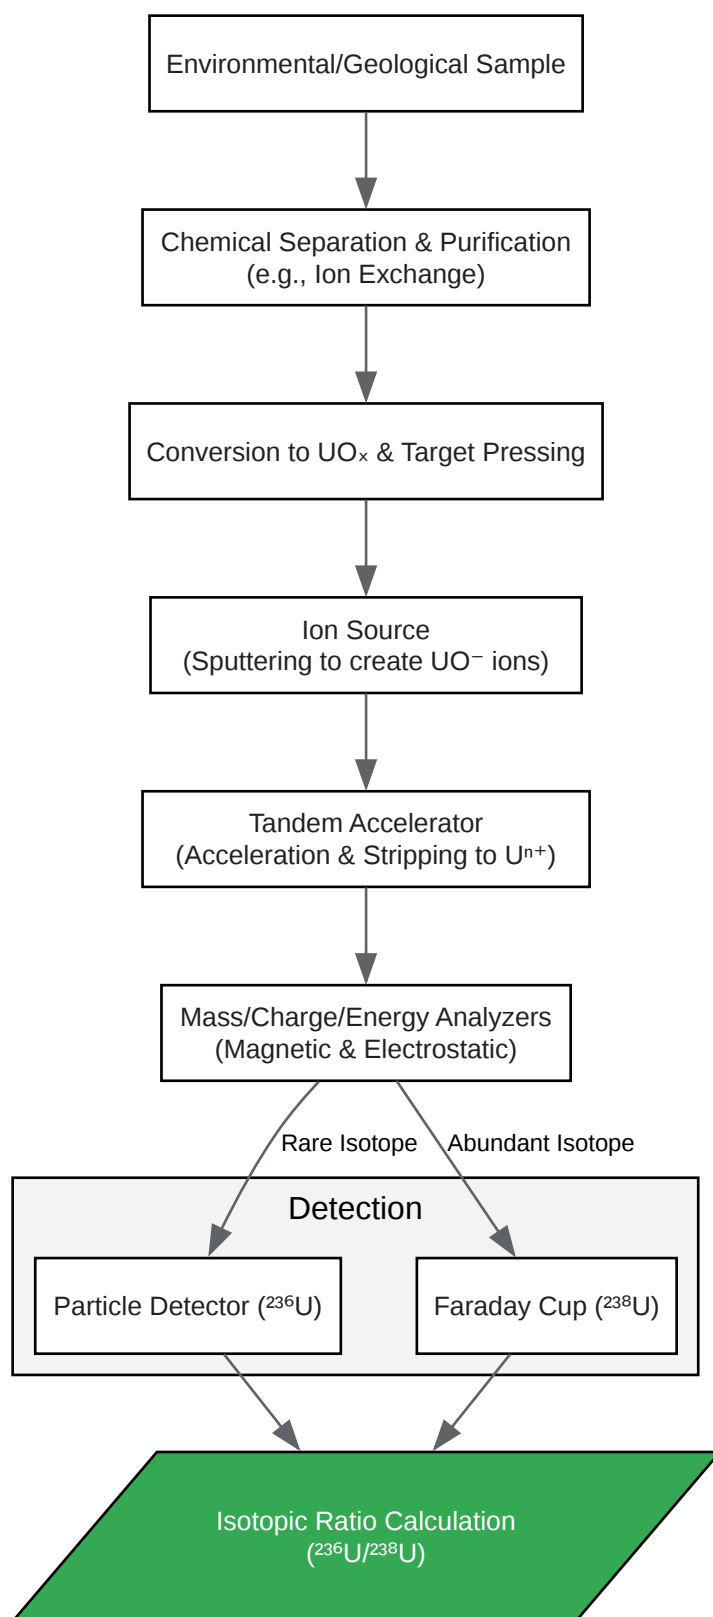 Environmental/Geological Sample
Chemical Separation & Purification
(e.g., Ion Exchange)
Conversion to UOₓ & Target Pressing
Ion Source
(Sputtering to create UO⁻ ions)
Tandem Accelerator
(Acceleration & Stripping to Uⁿ⁺)
Mass/Charge/Energy Analyzers
(Magnetic & Electrostatic)
Rare Isotope
Abundant Isotope
Detection
Particle Detector (²³⁶U)
Faraday Cup (²³⁸U)
Isotopic Ratio Calculation
(²³⁶U/²³⁸U)